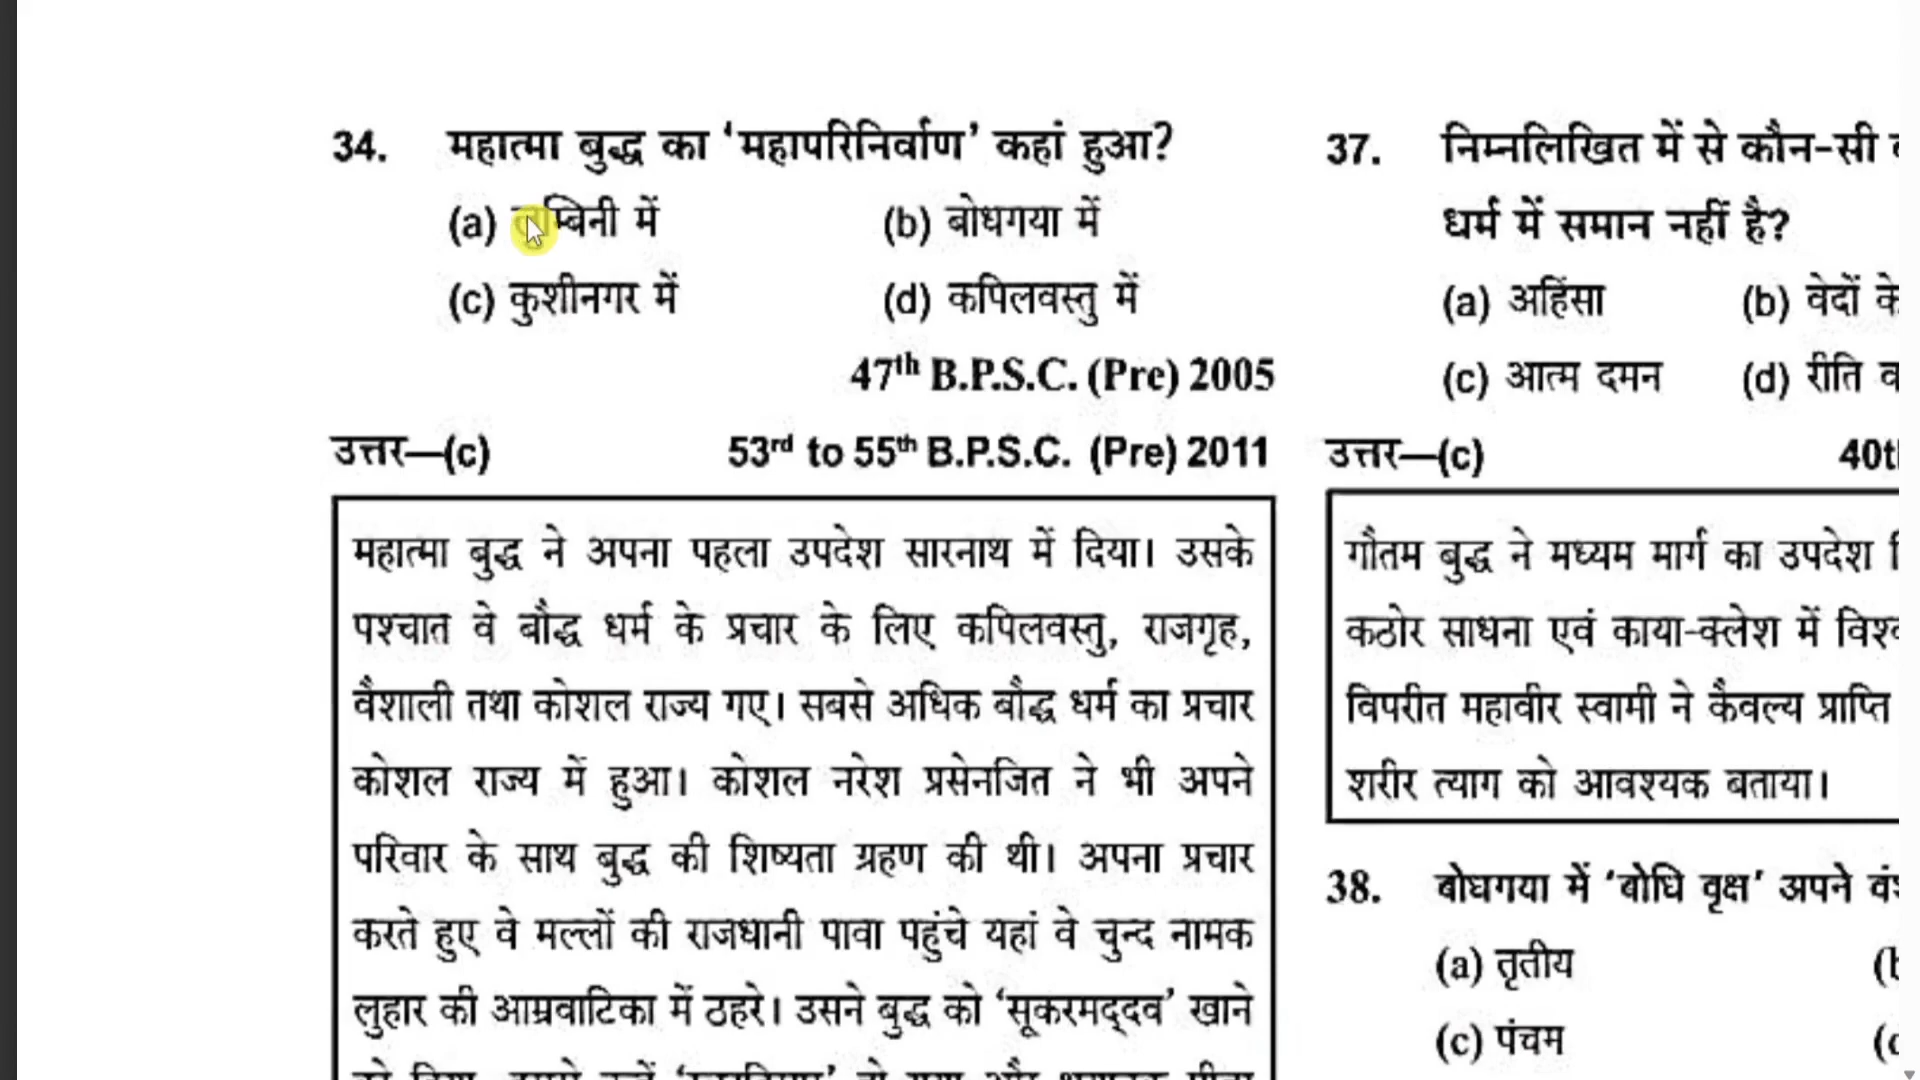 34. महात्मा बुद्ध का 'महापरिनिर्वाण' कहां हुआ?
(a) लुम्बिनी में (b) बोधगया में
(c) कुशीनगर में (d) कपिलवस्तु में
47th B.P.S.C. (Pre) 2005
उत्तर—(c) 53rd to 55th B.P.S.C. (Pre) 2011
महात्मा बुद्ध ने अपना पहला उपदेश सारनाथ में दिया। उसके
पश्चात वे बौद्ध धर्म के प्रचार के लिए कपिलवस्तु, राजगृह,
वैशाली तथा कोशल राज्य गए। सबसे अधिक बौद्ध धर्म का प्रचार
कोशल राज्य में हुआ। कोशल नरेश प्रसेनजित ने भी अपने
परिवार के साथ बुद्ध की शिष्यता ग्रहण की थी। अपना प्रचार
करते हुए वे मल्लों की राजधानी पावा पहुंचे यहां वे चुन्द नामक
लुहार की आम्रवाटिका में ठहरे। उसने बुद्ध को 'सूकरमद्दव' खाने
37. निम्नलिखित में से कौन-सी
धर्म में समान नहीं है?
(a) अहिंसा (b) वेदों के
(c) आत्म दमन (d) रीति
उत्तर—(c) 40th
गौतम बुद्ध ने मध्यम मार्ग का उपदेश
कठोर साधना एवं काया-क्लेश में
विपरीत महावीर स्वामी ने कैवल्य प्राप्ति
शरीर त्याग को आवश्यक बताया।
38. बोधगया में 'बोधि वृक्ष' अपने
(a) तृतीय
(c) पंचम